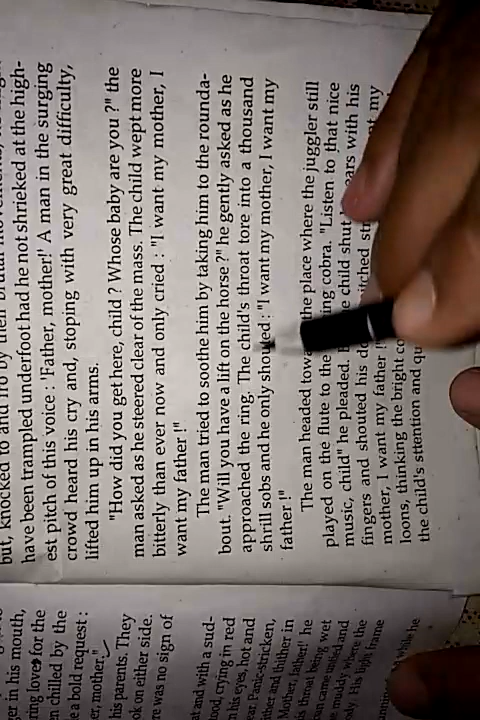 but, knocked to and fro by their brutal
have been trampled underfoot had he not shrieked at the high-
est pitch of this voice : 'Father, mother!' A man in the surging
crowd heard his cry and, stoping with very great difficulty,
lifted him up in his arms.
"How did you get here, child ? Whose baby are you ?" the
man asked as he steered clear of the mass. The child wept more
bitterly than ever now and only cried : "I want my mother, I
want my father !"
The man tried to soothe him by taking him to the rounda-
bout. "Will you have a lift on the horse ?" he gently asked as he
approached the ring. The child's throat tore into a thousand
shrill sobs and he only shouted : "I want my mother, I want my
father !"
The man headed the place where the juggler still
played on the flute to the cobra. "Listen to that nice
music, child" he pleaded. child shut with his
fingers and shouted his my
mother, I want my father
loons, thinking the bright
the child's sttention and
er in his mouth,
ring love for the
n chilled by the
e a bold request :
er, mother."
his parents. They
ok on either side.
re was no sign of
at and with a sud-
tood, crying in red
his eyes, hot and
ear. Panic-stricken,
ither and thither in
Mother, father!" he
is throat being wet
an came untied and
e muddy where the
His light frame
while he